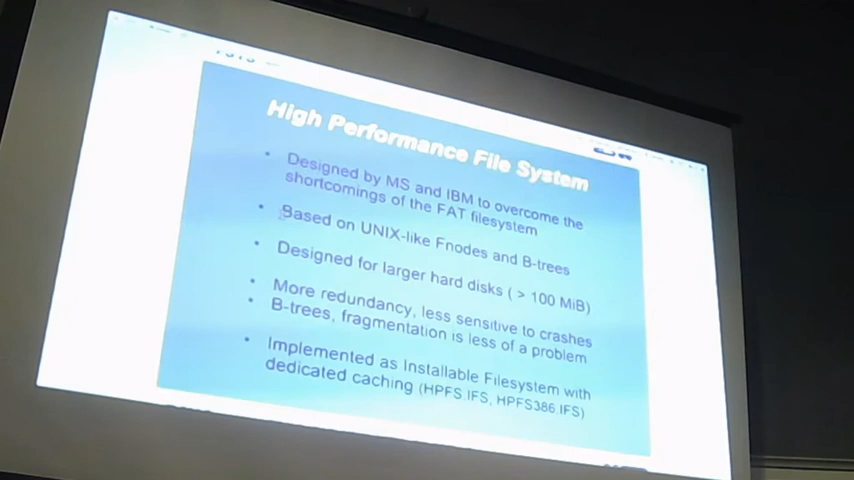 High Performance File System
• Designed by MS and IBM to overcome the
shortcomings of the FAT filesystem
• Based on UNIX-like Fnodes and B-trees
• Designed for larger hard disks ( > 100 MiB)
• More redundancy, less sensitive to crashes
• B-trees, fragmentation is less of a problem
• Implemented as Installable Filesystem with
dedicated caching (HPFS.IFS, HPFS386.IFS)